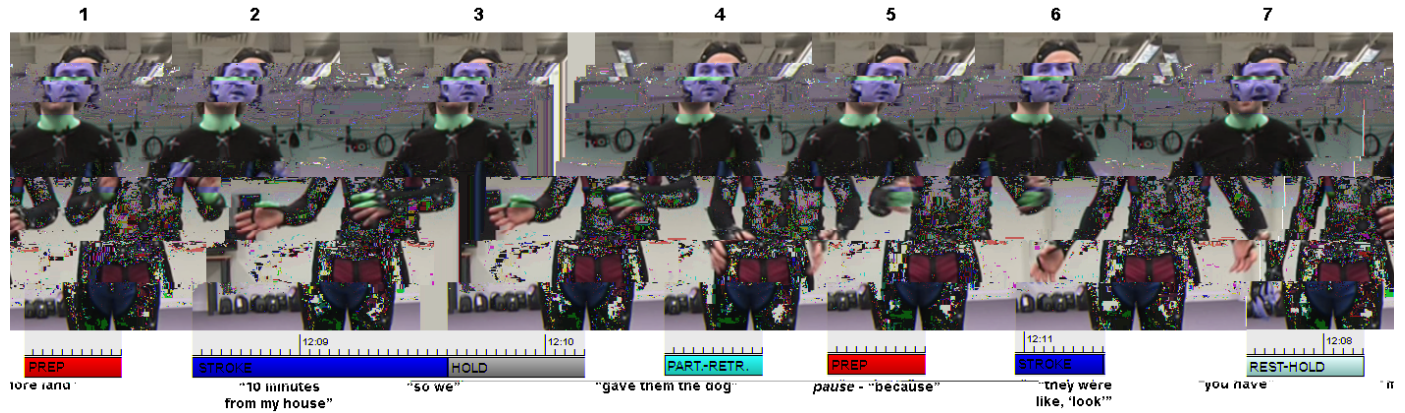 1 2 3 4 5 6 7
12:09 12:10 12:11 12:08
PREP STROKE HOLD PART.-RETR. PREP STROKE REST-HOLD
"10 minutes "so we" "gave them the dog" pause - "because" "they were "you have
from my house" like, 'look'"